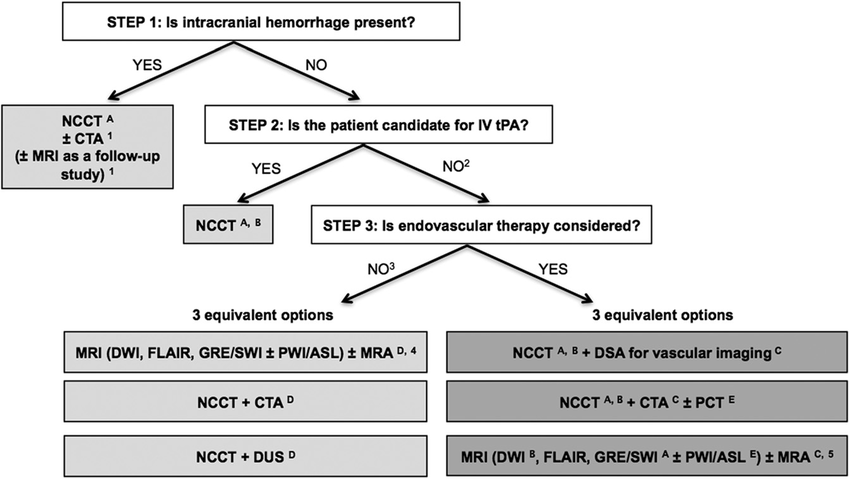 STEP 1: Is intracranial hemorrhage present?
YES
NO
NCCT A
± CTA 1
(± MRI as a follow-up
study) 1
STEP 2: Is the patient candidate for IV tPA?
YES
NO2
NCCT A, B
STEP 3: Is endovascular therapy considered?
NO3
YES
3 equivalent options
3 equivalent options
MRI (DWI, FLAIR, GRE/SWI ± PWI/ASL) ± MRA D, 4
NCCT A, B + DSA for vascular imaging C
NCCT + CTA D
NCCT A, B + CTA C ± PCT E
NCCT + DUS D
MRI (DWI B, FLAIR, GRE/SWI A ± PWI/ASL E) ± MRA C, 5